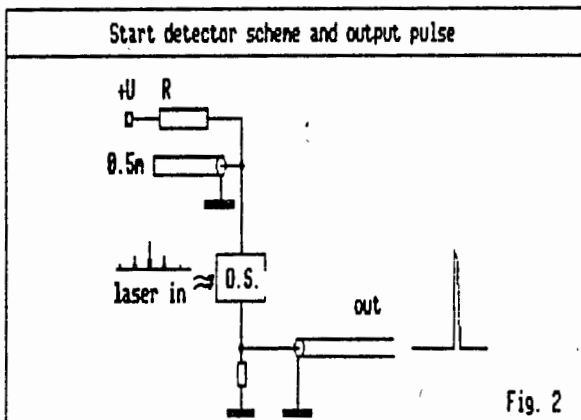 Start detector scheme and output pulse
+U R
0.5m
laser in
O.S.
out
Fig. 2